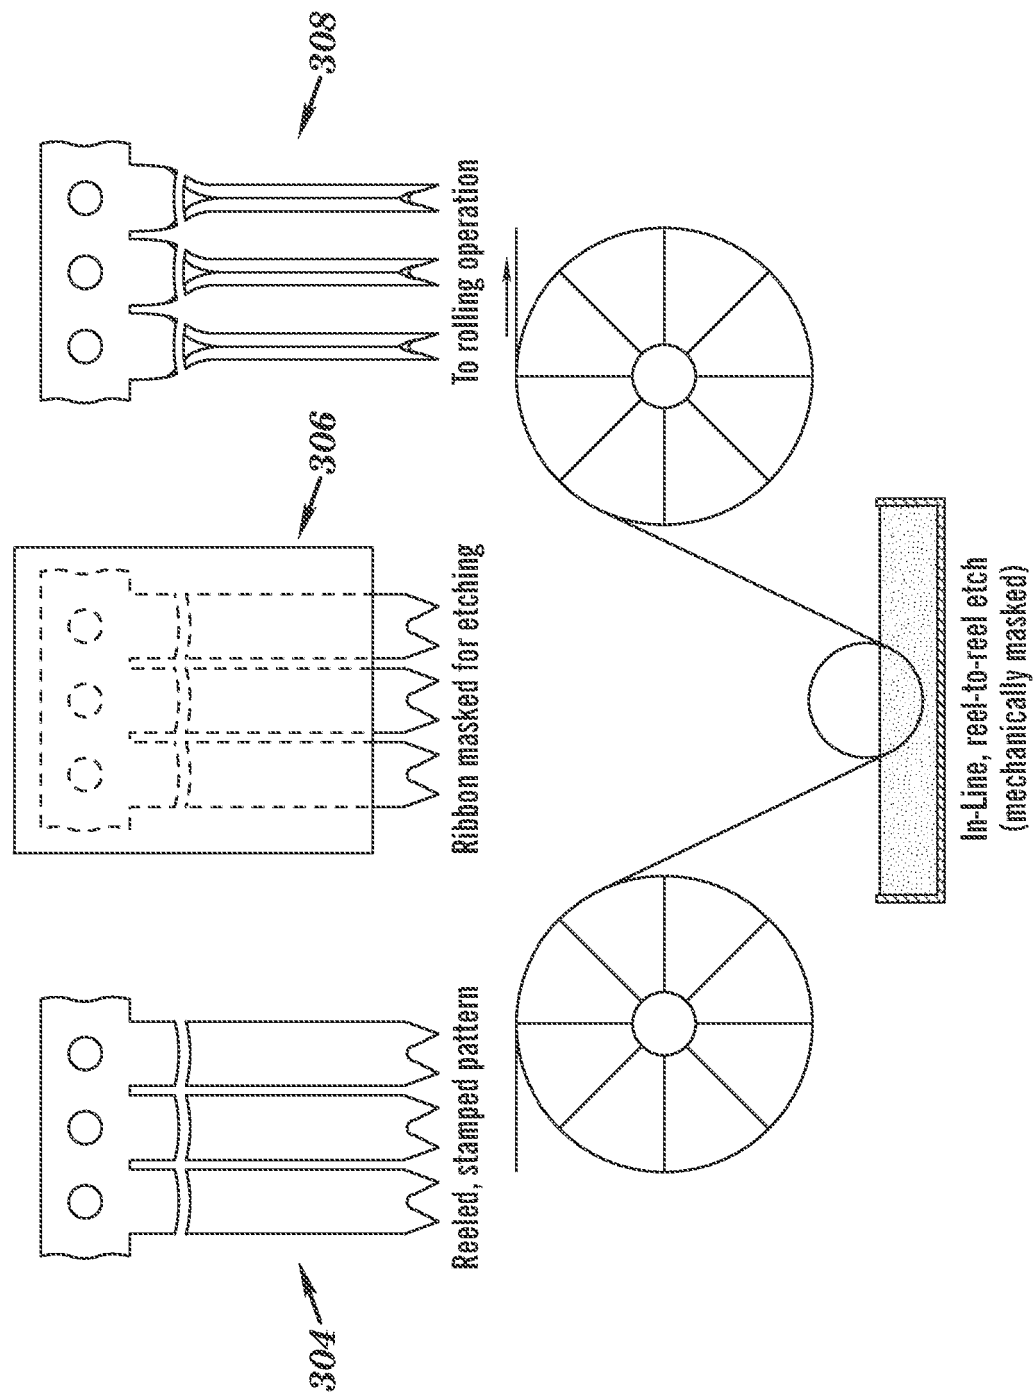 304
306
308
Reeled, stamped pattern
Ribbon masked for etching
To rolling operation
In-Line, reel-to-reel etch
(mechanically masked)